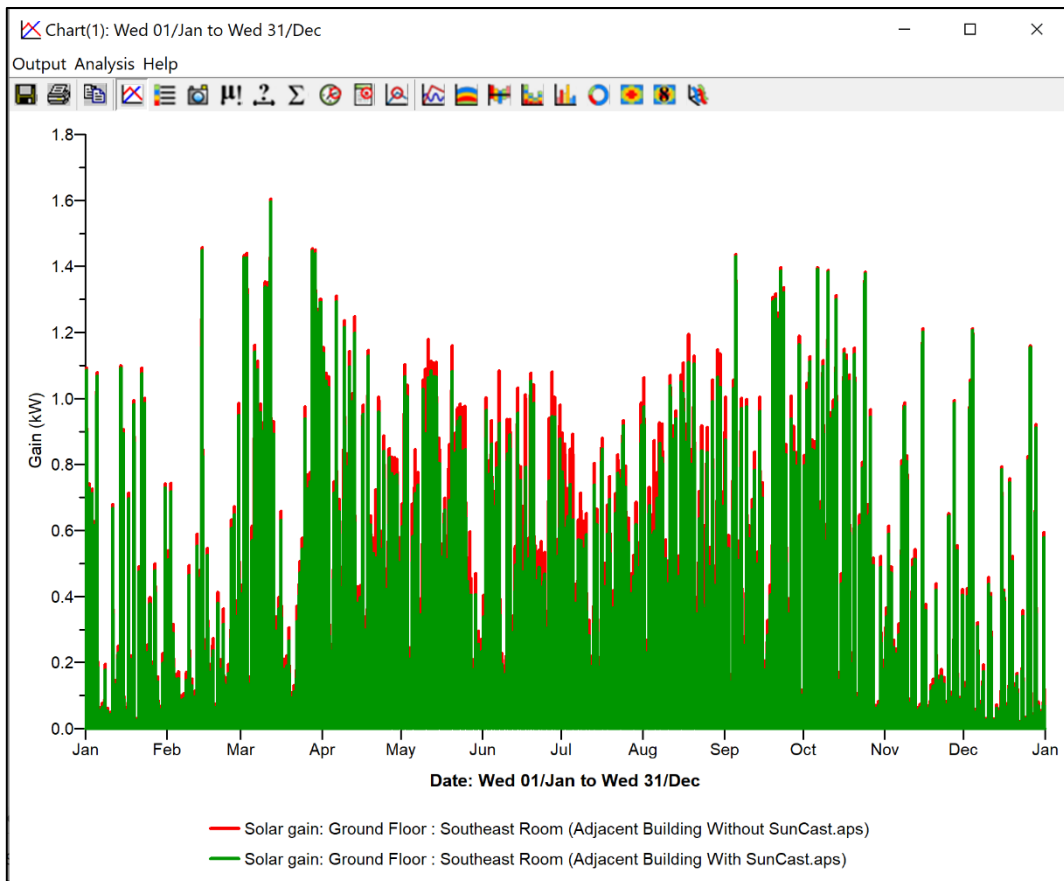 Chart(1): Wed 01/Jan to Wed 31/Dec
Output Analysis Help
μ! ? Σ 8
1.8
1.6
1.4
1.2
1.0
0.8
0.6
0.4
0.2
0.0
Gain (kW)
Jan Feb Mar Apr May Jun Jul Aug Sep Oct Nov Dec Jan
Date: Wed 01/Jan to Wed 31/Dec
Solar gain: Ground Floor : Southeast Room (Adjacent Building Without SunCast.aps)
Solar gain: Ground Floor : Southeast Room (Adjacent Building With SunCast.aps)